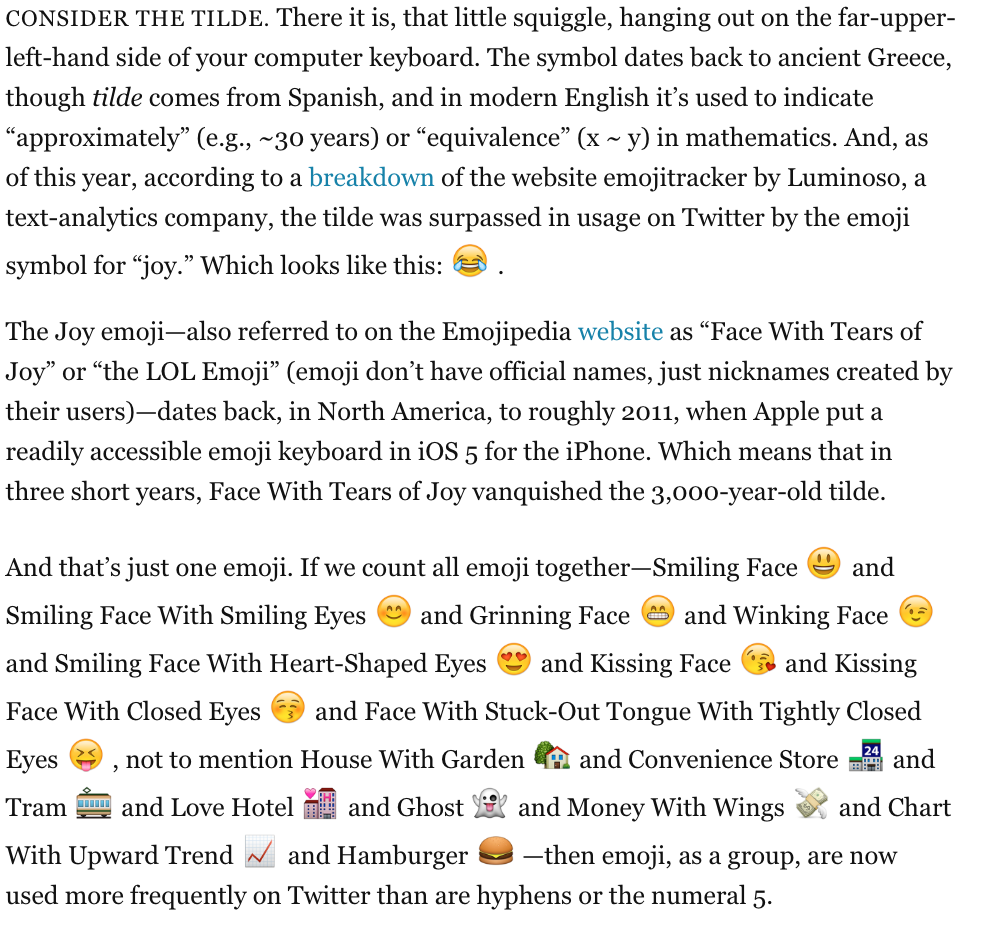 CONSIDER THE TILDE. There it is, that little squiggle, hanging out on the far-upper-
left-hand side of your computer keyboard. The symbol dates back to ancient Greece,
though tilde comes from Spanish, and in modern English it’s used to indicate
“approximately” (e.g., ~30 years) or “equivalence” (x ~ y) in mathematics. And, as
of this year, according to a breakdown of the website emojitracker by Luminoso, a
text-analytics company, the tilde was surpassed in usage on Twitter by the emoji
symbol for “joy.” Which looks like this: 😂 .
The Joy emoji—also referred to on the Emojipedia website as “Face With Tears of
Joy” or “the LOL Emoji” (emoji don’t have official names, just nicknames created by
their users)—dates back, in North America, to roughly 2011, when Apple put a
readily accessible emoji keyboard in iOS 5 for the iPhone. Which means that in
three short years, Face With Tears of Joy vanquished the 3,000-year-old tilde.
And that’s just one emoji. If we count all emoji together—Smiling Face 😃 and
Smiling Face With Smiling Eyes 😊 and Grinning Face 😁 and Winking Face 😉
and Smiling Face With Heart-Shaped Eyes 😍 and Kissing Face 😘 and Kissing
Face With Closed Eyes 😚 and Face With Stuck-Out Tongue With Tightly Closed
Eyes 😝 , not to mention House With Garden 🏡 and Convenience Store 🏪 and
Tram 🚋 and Love Hotel 🏩 and Ghost 👻 and Money With Wings 💸 and Chart
With Upward Trend 📈 and Hamburger 🍔 —then emoji, as a group, are now
used more frequently on Twitter than are hyphens or the numeral 5.